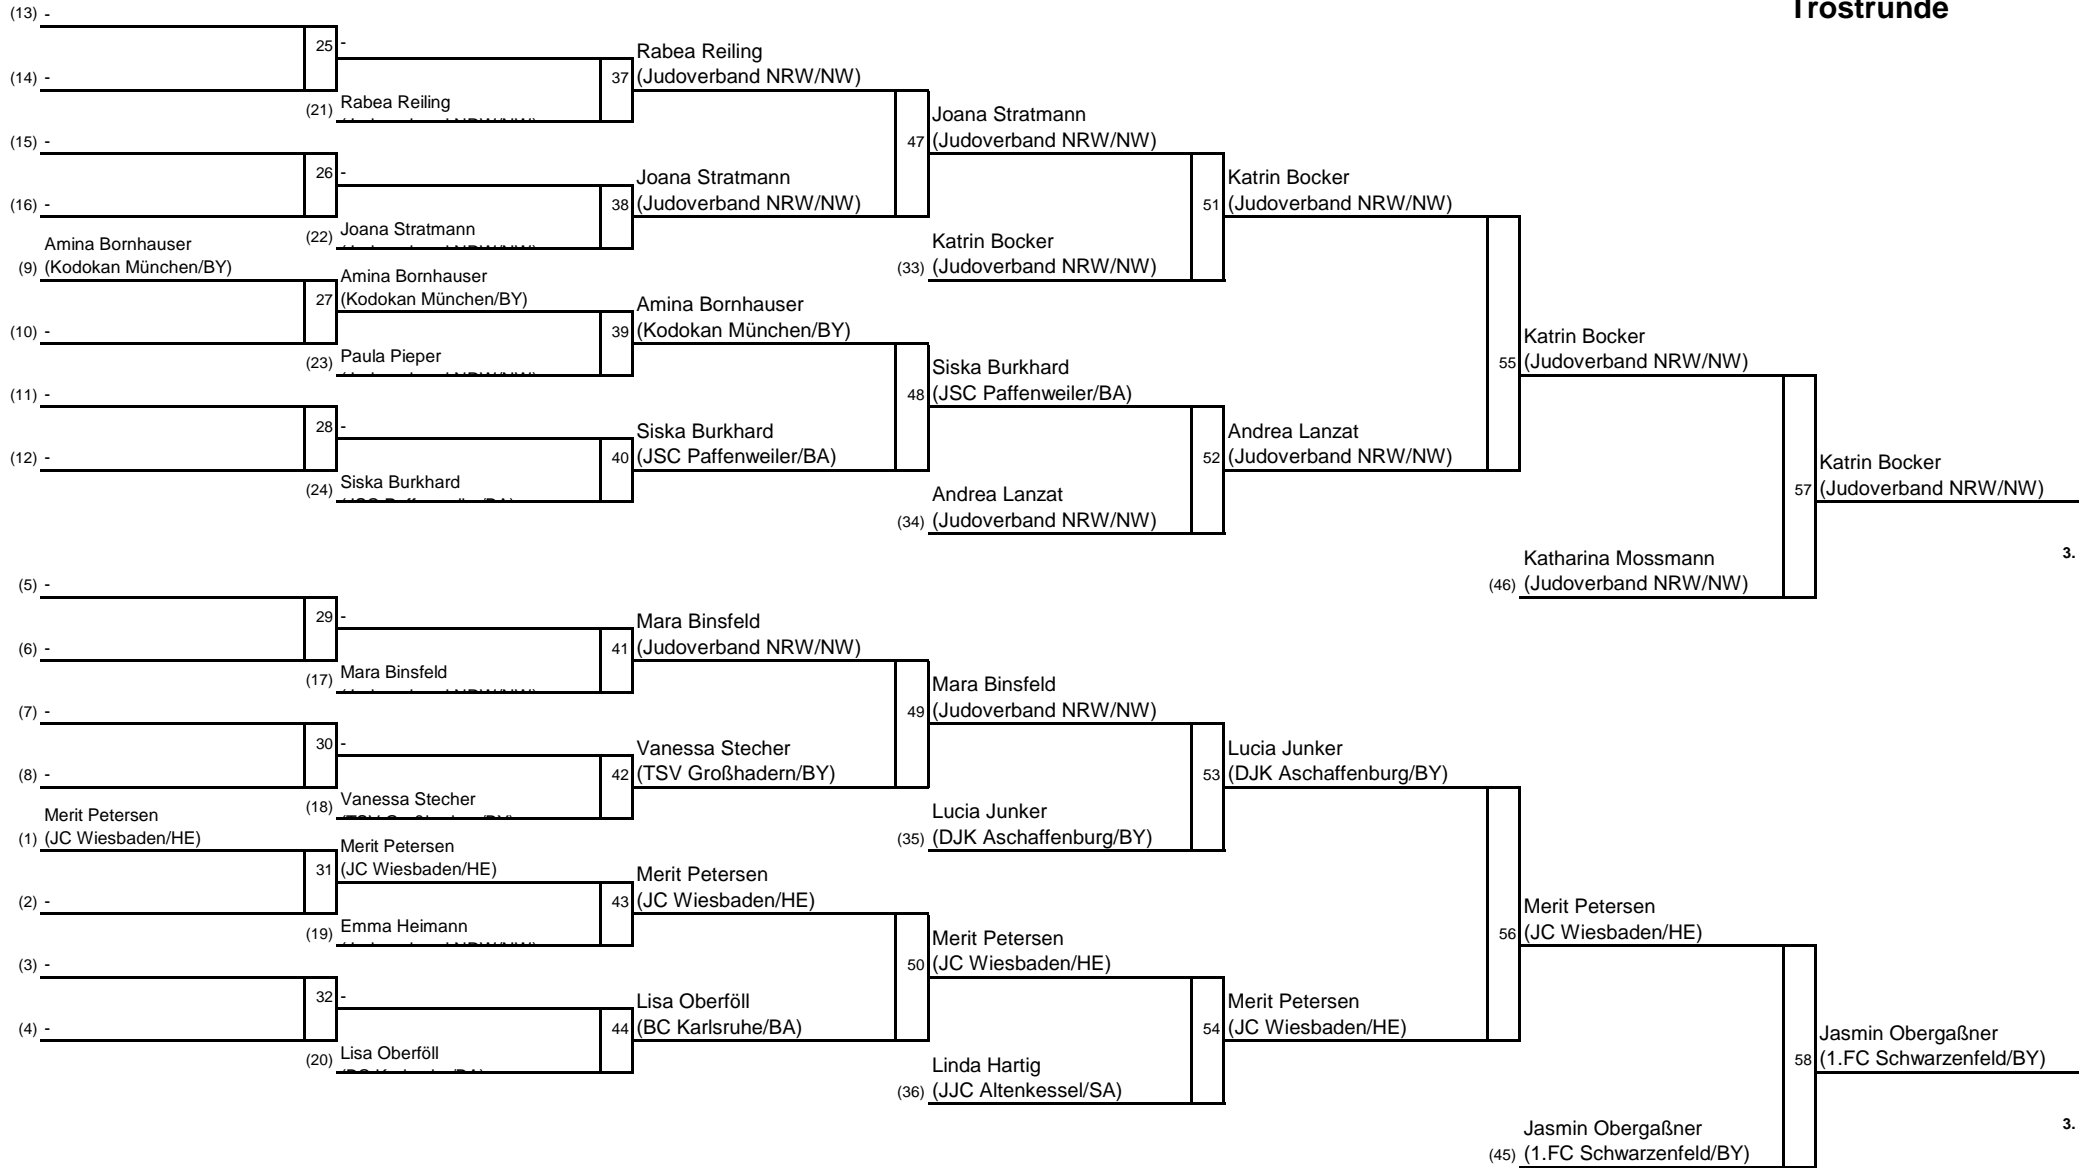 Trostrunde
(13) -
25 -
(14) -
(21) Rabea Reiling
37 Rabea Reiling
(Judoverband NRW/NW)
(15) -
26 -
(16) -
(22) Joana Stratmann
38 Joana Stratmann
(Judoverband NRW/NW)
47 Joana Stratmann
(Judoverband NRW/NW)
(33) Katrin Bocker
(Judoverband NRW/NW)
51 Katrin Bocker
(Judoverband NRW/NW)
Amina Bornhauser
(9) (Kodokan München/BY)
(10) -
27 Amina Bornhauser
(Kodokan München/BY)
(23) Paula Pieper
39 Amina Bornhauser
(Kodokan München/BY)
(11) -
28 -
(12) -
(24) Siska Burkhard
40 Siska Burkhard
(JSC Paffenweiler/BA)
48 Siska Burkhard
(JSC Paffenweiler/BA)
(34) Andrea Lanzat
(Judoverband NRW/NW)
52 Andrea Lanzat
(Judoverband NRW/NW)
55 Katrin Bocker
(Judoverband NRW/NW)
(46) Katharina Mossmann
(Judoverband NRW/NW)
57 Katrin Bocker
(Judoverband NRW/NW)
3.
(5) -
29 -
(6) -
(17) Mara Binsfeld
41 Mara Binsfeld
(Judoverband NRW/NW)
(7) -
30 -
(8) -
(18) Vanessa Stecher
42 Vanessa Stecher
(TSV Großhadern/BY)
49 Mara Binsfeld
(Judoverband NRW/NW)
(35) Lucia Junker
(DJK Aschaffenburg/BY)
53 Lucia Junker
(DJK Aschaffenburg/BY)
Merit Petersen
(1) (JC Wiesbaden/HE)
(2) -
31 Merit Petersen
(JC Wiesbaden/HE)
(19) Emma Heimann
43 Merit Petersen
(JC Wiesbaden/HE)
(3) -
32 -
(4) -
(20) Lisa Oberföll
44 Lisa Oberföll
(BC Karlsruhe/BA)
50 Merit Petersen
(JC Wiesbaden/HE)
(36) Linda Hartig
(JJC Altenkessel/SA)
54 Merit Petersen
(JC Wiesbaden/HE)
56 Merit Petersen
(JC Wiesbaden/HE)
(45) Jasmin Obergaßner
(1.FC Schwarzenfeld/BY)
58 Jasmin Obergaßner
(1.FC Schwarzenfeld/BY)
3.